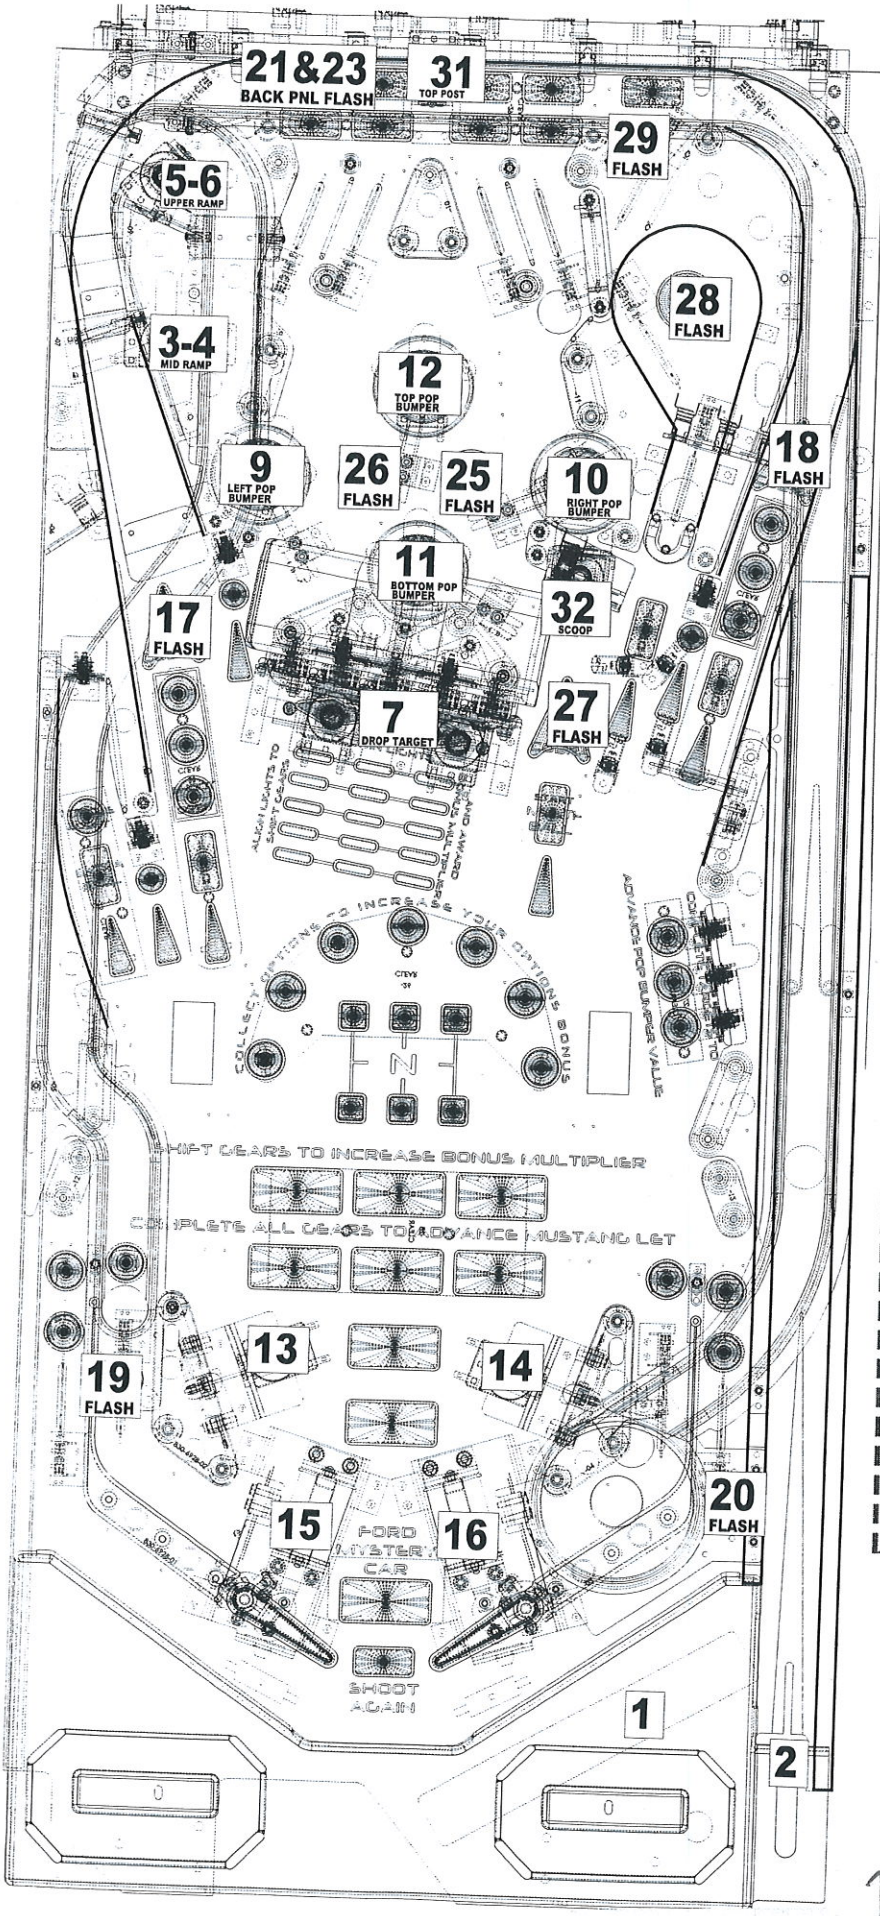 21&23
BACK PNL FLASH
31
TOP POST
29
FLASH
5-6
UPPER RAMP
28
FLASH
3-4
MID RAMP
12
TOP POP
BUMPER
18
FLASH
9
LEFT POP
BUMPER
26
FLASH
25
FLASH
10
RIGHT POP
BUMPER
11
BOTTOM POP
BUMPER
32
SCOOP
17
FLASH
7
DROP TARGET
27
FLASH
ALIGN LIGHTS TO
SHIFT GEARS
AND AWARD
MULTIPLIER
COLLECT OPTIONS TO INCREASE YOUR OPTIONS BONUS
N
ADVANCE POP BUMPER VALUE
SHIFT GEARS TO INCREASE BONUS MULTIPLIER
COMPLETE ALL GEARS TO ADVANCE MUSTANG LET
13
14
19
FLASH
15
16
20
FLASH
FORD
MYSTERY
CAR
SHOOT
AGAIN
1
2
0
0